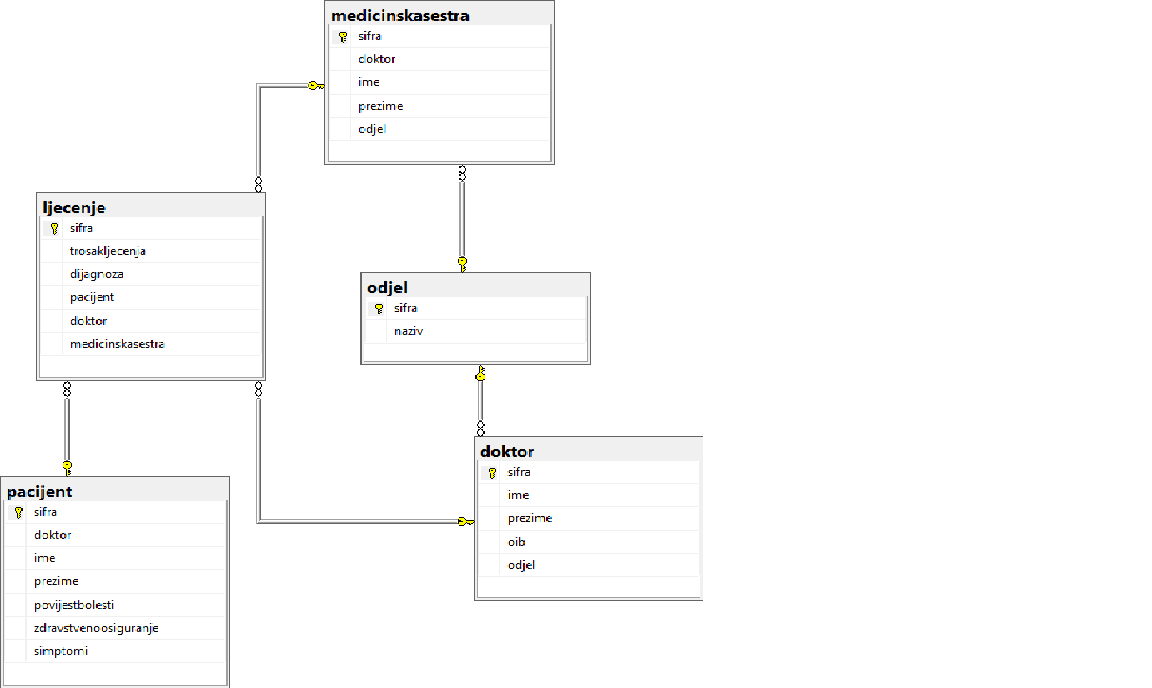 medicinskasestra
sifra
doktor
ime
prezime
odjel
ljecenje
sifra
trosakljecenja
dijagnoza
pacijent
doktor
medicinskasestra
odjel
sifra
naziv
doktor
sifra
ime
prezime
oib
odjel
pacijent
sifra
doktor
ime
prezime
povijestbolesti
zdravstvenoosiguranje
simptomi